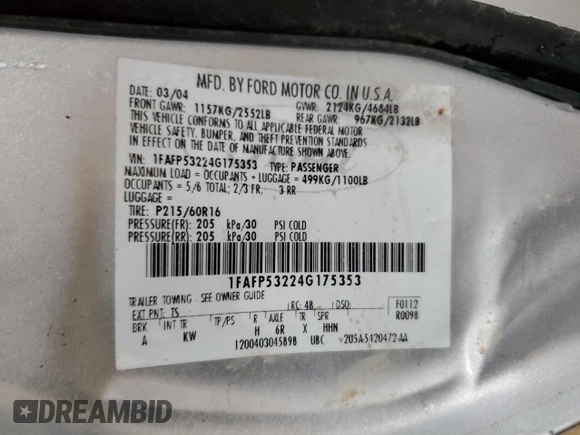 MFD. BY FORD MOTOR CO. IN U.S.A.
DATE: 03/04 GVWR: 2124KG/4684LB
FRONT GAWR: 1157KG/2552LB REAR GAWR: 967KG/2132LB
THIS VEHICLE CONFORMS TO ALL APPLICABLE FEDERAL MOTOR
VEHICLE SAFETY, BUMPER, AND THEFT PREVENTION STANDARDS
IN EFFECT ON THE DATE OF MANUFACTURE SHOWN ABOVE
VIN: 1FAFP53224G175353 TYPE: PASSENGER
MAXIMUM LOAD = OCCUPANTS + LUGGAGE = 499KG/1100LB
OCCUPANTS = 5/6 TOTAL; 2/3 FR, 3 RR
LUGGAGE =
TIRE: P215/60R16
PRESSURE(FR): 205 kPa/30 PSI COLD
PRESSURE(RR): 205 kPa/30 PSI COLD
1FAFP53224G175353
TRAILER TOWING - SEE OWNER GUIDE
EXT PNT: TS RC: 48 DSO: F0112
BRK INT TR TP/PS R AXLE TR SPR R0098
A KW H 6R X HHN
1200403045898 UBC
DREAMBID